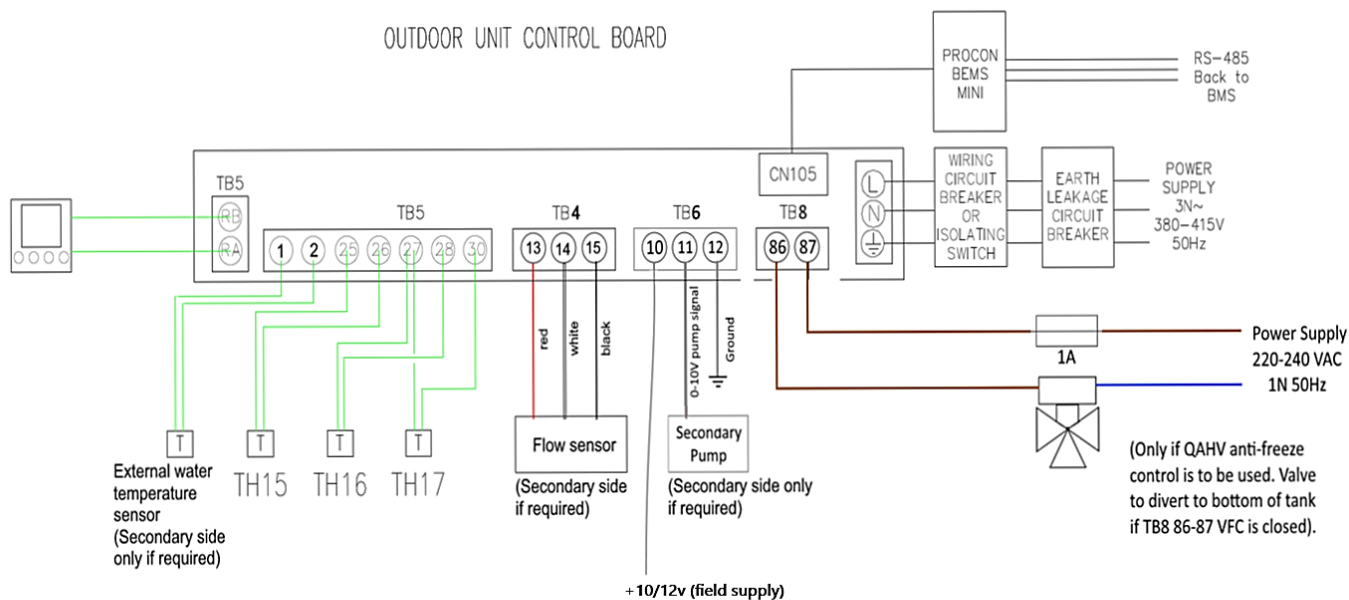 OUTDOOR UNIT CONTROL BOARD
PROCON
BEMS
MINI
RS-485
Back to
BMS
CN105
L
N
WIRING
CIRCUIT
BREAKER
OR
ISOLATING
SWITCH
EARTH
LEAKAGE
CIRCUIT
BREAKER
POWER
SUPPLY
3N~
380-415V
50Hz
TB5
RB
RA
TB5
1 2 25 26 27 28 30
TB4
13 14 15
TB6
10 11 12
TB8
86 87
red
white
black
0-10V pump signal
Ground
1A
Power Supply
220-240 VAC
1N 50Hz
T
External water
temperature
sensor
(Secondary side
only if required)
T
TH15
T
TH16
T
TH17
Flow sensor
(Secondary side
if required)
Secondary
Pump
(Secondary side only
if required)
(Only if QAHV anti-freeze
control is to be used. Valve
to divert to bottom of tank
if TB8 86-87 VFC is closed).
+10/12v (field supply)